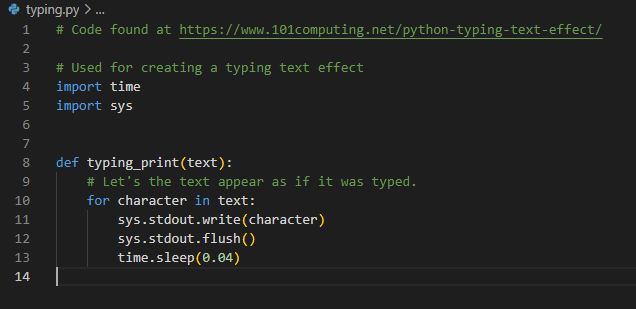 typing.py > ...
1 # Code found at https://www.101computing.net/python-typing-text-effect/
2
3 # Used for creating a typing text effect
4 import time
5 import sys
6
7
8 def typing_print(text):
9     # Let's the text appear as if it was typed.
10     for character in text:
11         sys.stdout.write(character)
12         sys.stdout.flush()
13         time.sleep(0.04)
14